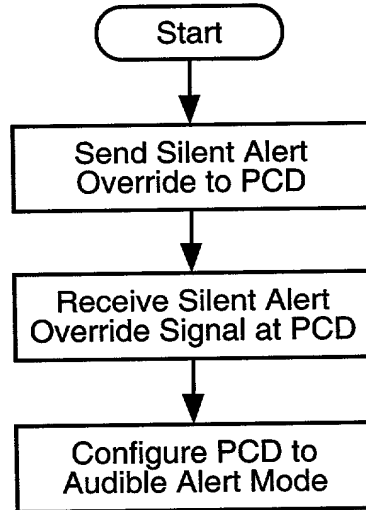 Start
Send Silent Alert
Override to PCD
Receive Silent Alert
Override Signal at PCD
Configure PCD to
Audible Alert Mode